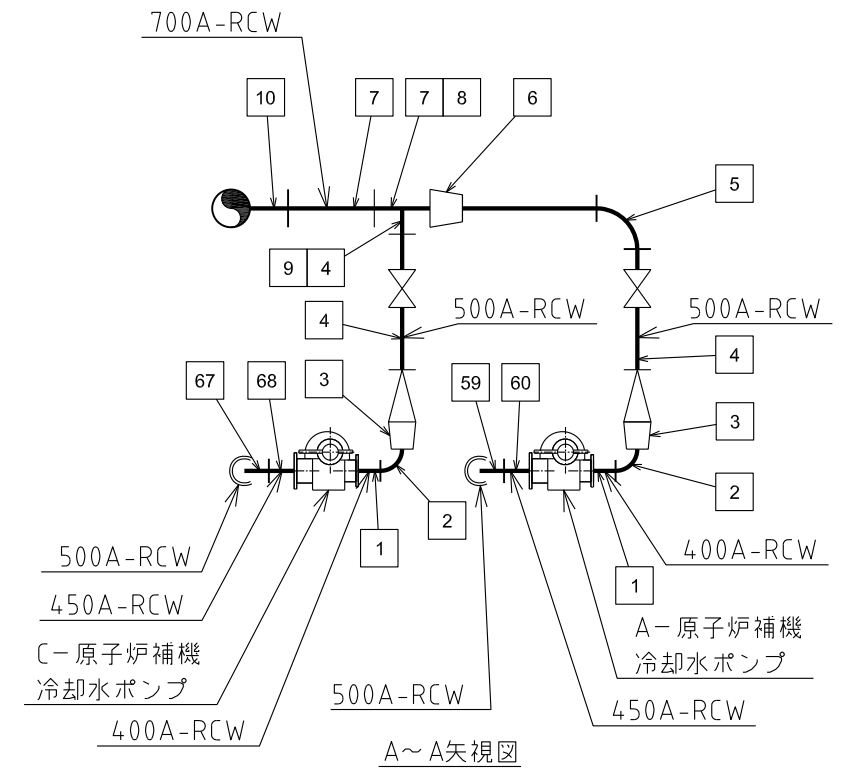 700A-RCW
10
7
7 8
6
5
9 4
500A-RCW
500A-RCW
4
4
67 68
3
59 60
3
2
2
1
1
500A-RCW
400A-RCW
450A-RCW
A-原子炉補機
冷却水ポンプ
C-原子炉補機
冷却水ポンプ
500A-RCW
450A-RCW
400A-RCW
A～A矢視図